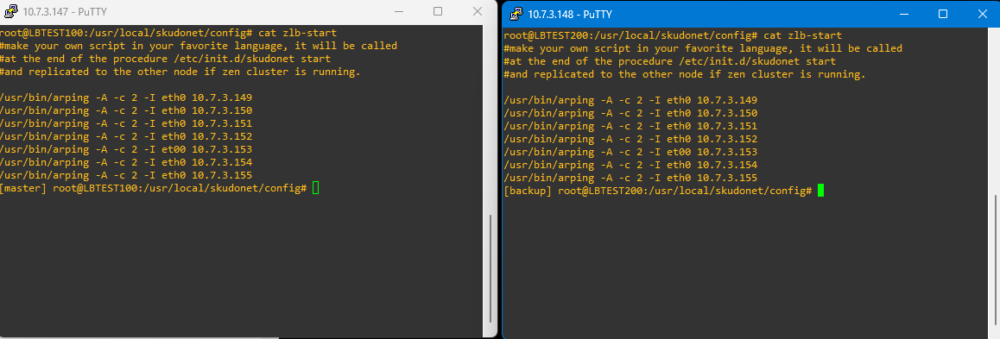 10.7.3.147 - PuTTY
root@LBTEST100:/usr/local/skudonet/config# cat zlb-start
#make your own script in your favorite language, it will be called
#at the end of the procedure /etc/init.d/skudonet start
#and replicated to the other node if zen cluster is running.
/usr/bin/arping -A -c 2 -I eth0 10.7.3.149
/usr/bin/arping -A -c 2 -I eth0 10.7.3.150
/usr/bin/arping -A -c 2 -I eth0 10.7.3.151
/usr/bin/arping -A -c 2 -I eth0 10.7.3.152
/usr/bin/arping -A -c 2 -I et00 10.7.3.153
/usr/bin/arping -A -c 2 -I eth0 10.7.3.154
/usr/bin/arping -A -c 2 -I eth0 10.7.3.155
[master] root@LBTEST100:/usr/local/skudonet/config#
10.7.3.148 - PuTTY
root@LBTEST200:/usr/local/skudonet/config# cat zlb-start
#make your own script in your favorite language, it will be called
#at the end of the procedure /etc/init.d/skudonet start
#and replicated to the other node if zen cluster is running.
/usr/bin/arping -A -c 2 -I eth0 10.7.3.149
/usr/bin/arping -A -c 2 -I eth0 10.7.3.150
/usr/bin/arping -A -c 2 -I eth0 10.7.3.151
/usr/bin/arping -A -c 2 -I eth0 10.7.3.152
/usr/bin/arping -A -c 2 -I et00 10.7.3.153
/usr/bin/arping -A -c 2 -I eth0 10.7.3.154
/usr/bin/arping -A -c 2 -I eth0 10.7.3.155
[backup] root@LBTEST200:/usr/local/skudonet/config#